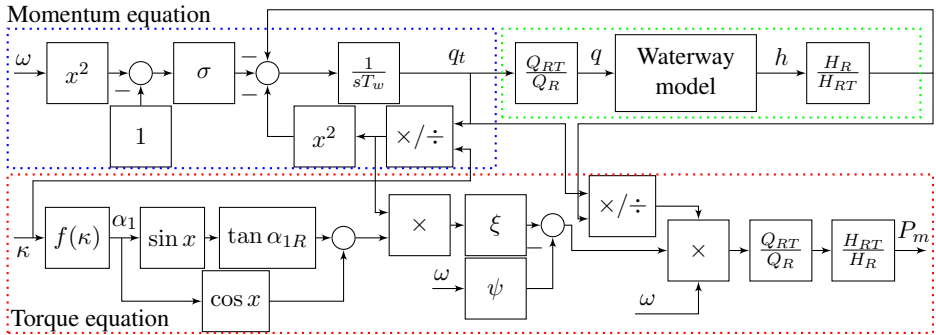 Momentum equation
ω
x²
−
1
σ
−
−
1/sT_w
q_t
x²
×/÷
Q_RT/Q_R
q
Waterway
model
h
H_R/H_RT
κ
f(κ)
α₁
sin x
tan α_1R
cos x
×
ξ
−
ω
ψ
×/÷
×
ω
Q_RT/Q_R
H_RT/H_R
P_m
Torque equation